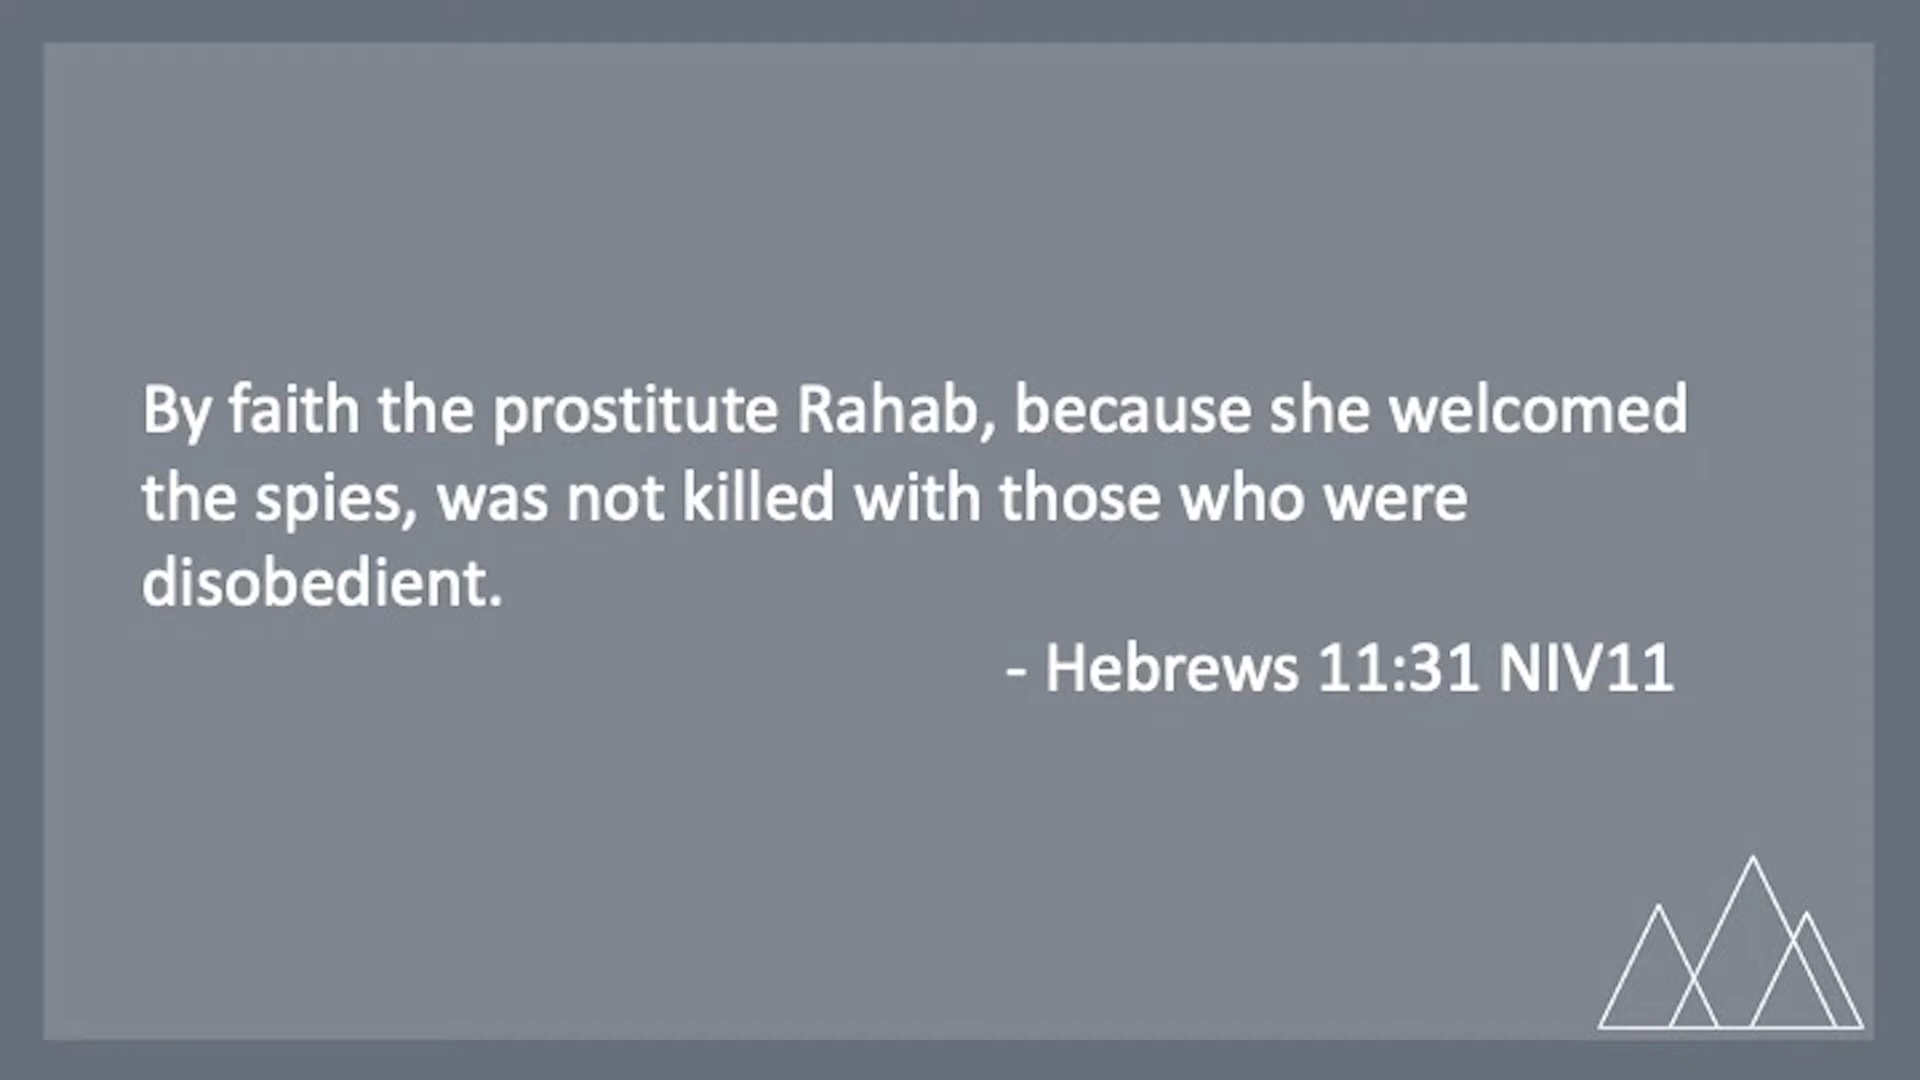 By faith the prostitute Rahab, because she welcomed
the spies, was not killed with those who were
disobedient.
- Hebrews 11:31 NIV11